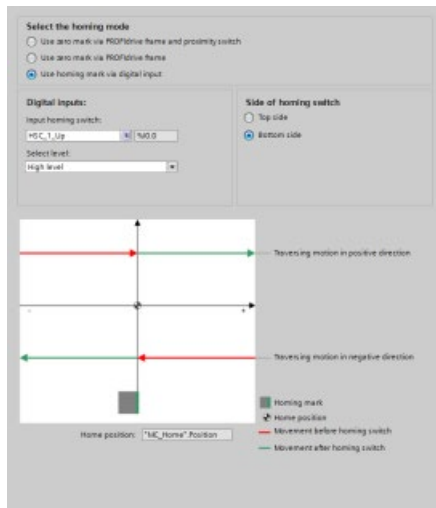 Select the homing mode
Use zero mark via PROFIdrive frame and proximity switch
Use zero mark via PROFIdrive frame
Use homing mark via digital input
Digital inputs:
Input homing switch:
HSC_1_Up
%I0.0
Select level:
High level
Side of homing switch
Top side
Bottom side
Traversing motion in positive direction
- +
Traversing motion in negative direction
Homing mark
Home position
Movement before homing switch
Movement after homing switch
Home position: "MC_Home".Position